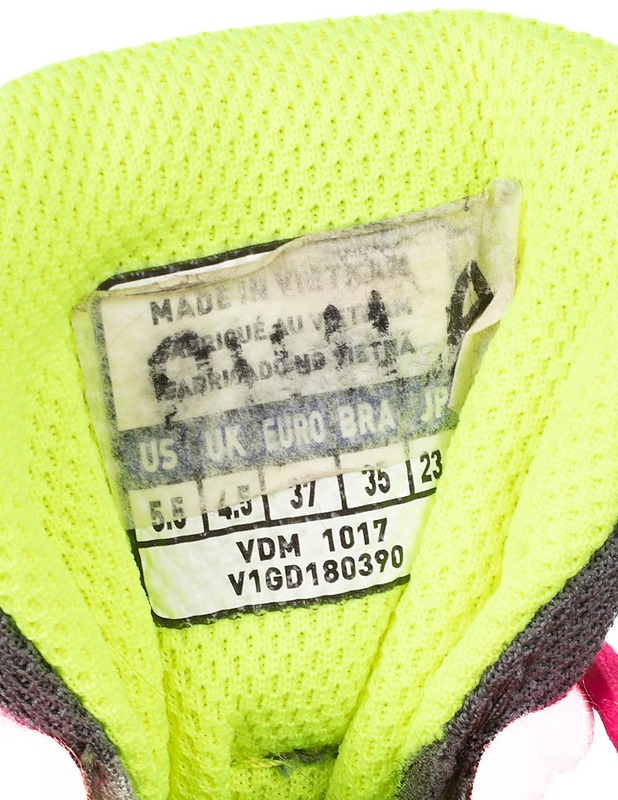 MADE IN VIETNAM
FABRIQUÉ AU VIETNAM
FABRICADO NO VIETNÃ
US UK EURO BRA JP
5.5 4.5 37 35 23
VDM 1017
V1GD180390